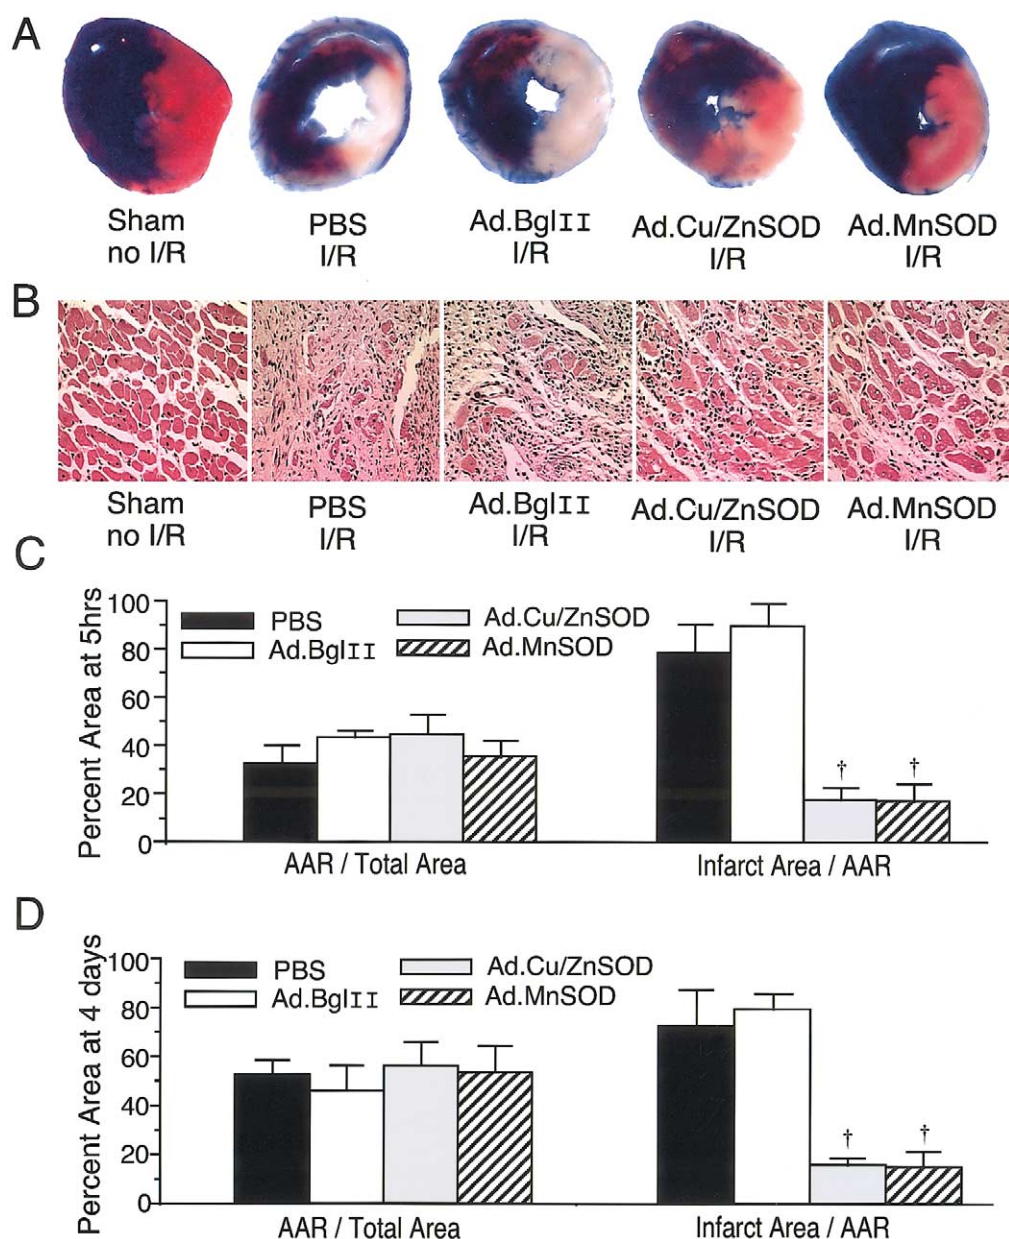 A
Sham
no I/R
PBS
I/R
Ad.BglII
I/R
Ad.Cu/ZnSOD
I/R
Ad.MnSOD
I/R
B
Sham
no I/R
PBS
I/R
Ad.BglII
I/R
Ad.Cu/ZnSOD
I/R
Ad.MnSOD
I/R
C
Percent Area at 5hrs
100
80
60
40
20
0
PBS
Ad.BglII
Ad.Cu/ZnSOD
Ad.MnSOD
†
†
AAR / Total Area
Infarct Area / AAR
D
Percent Area at 4 days
100
80
60
40
20
0
PBS
Ad.BglII
Ad.Cu/ZnSOD
Ad.MnSOD
†
†
AAR / Total Area
Infarct Area / AAR